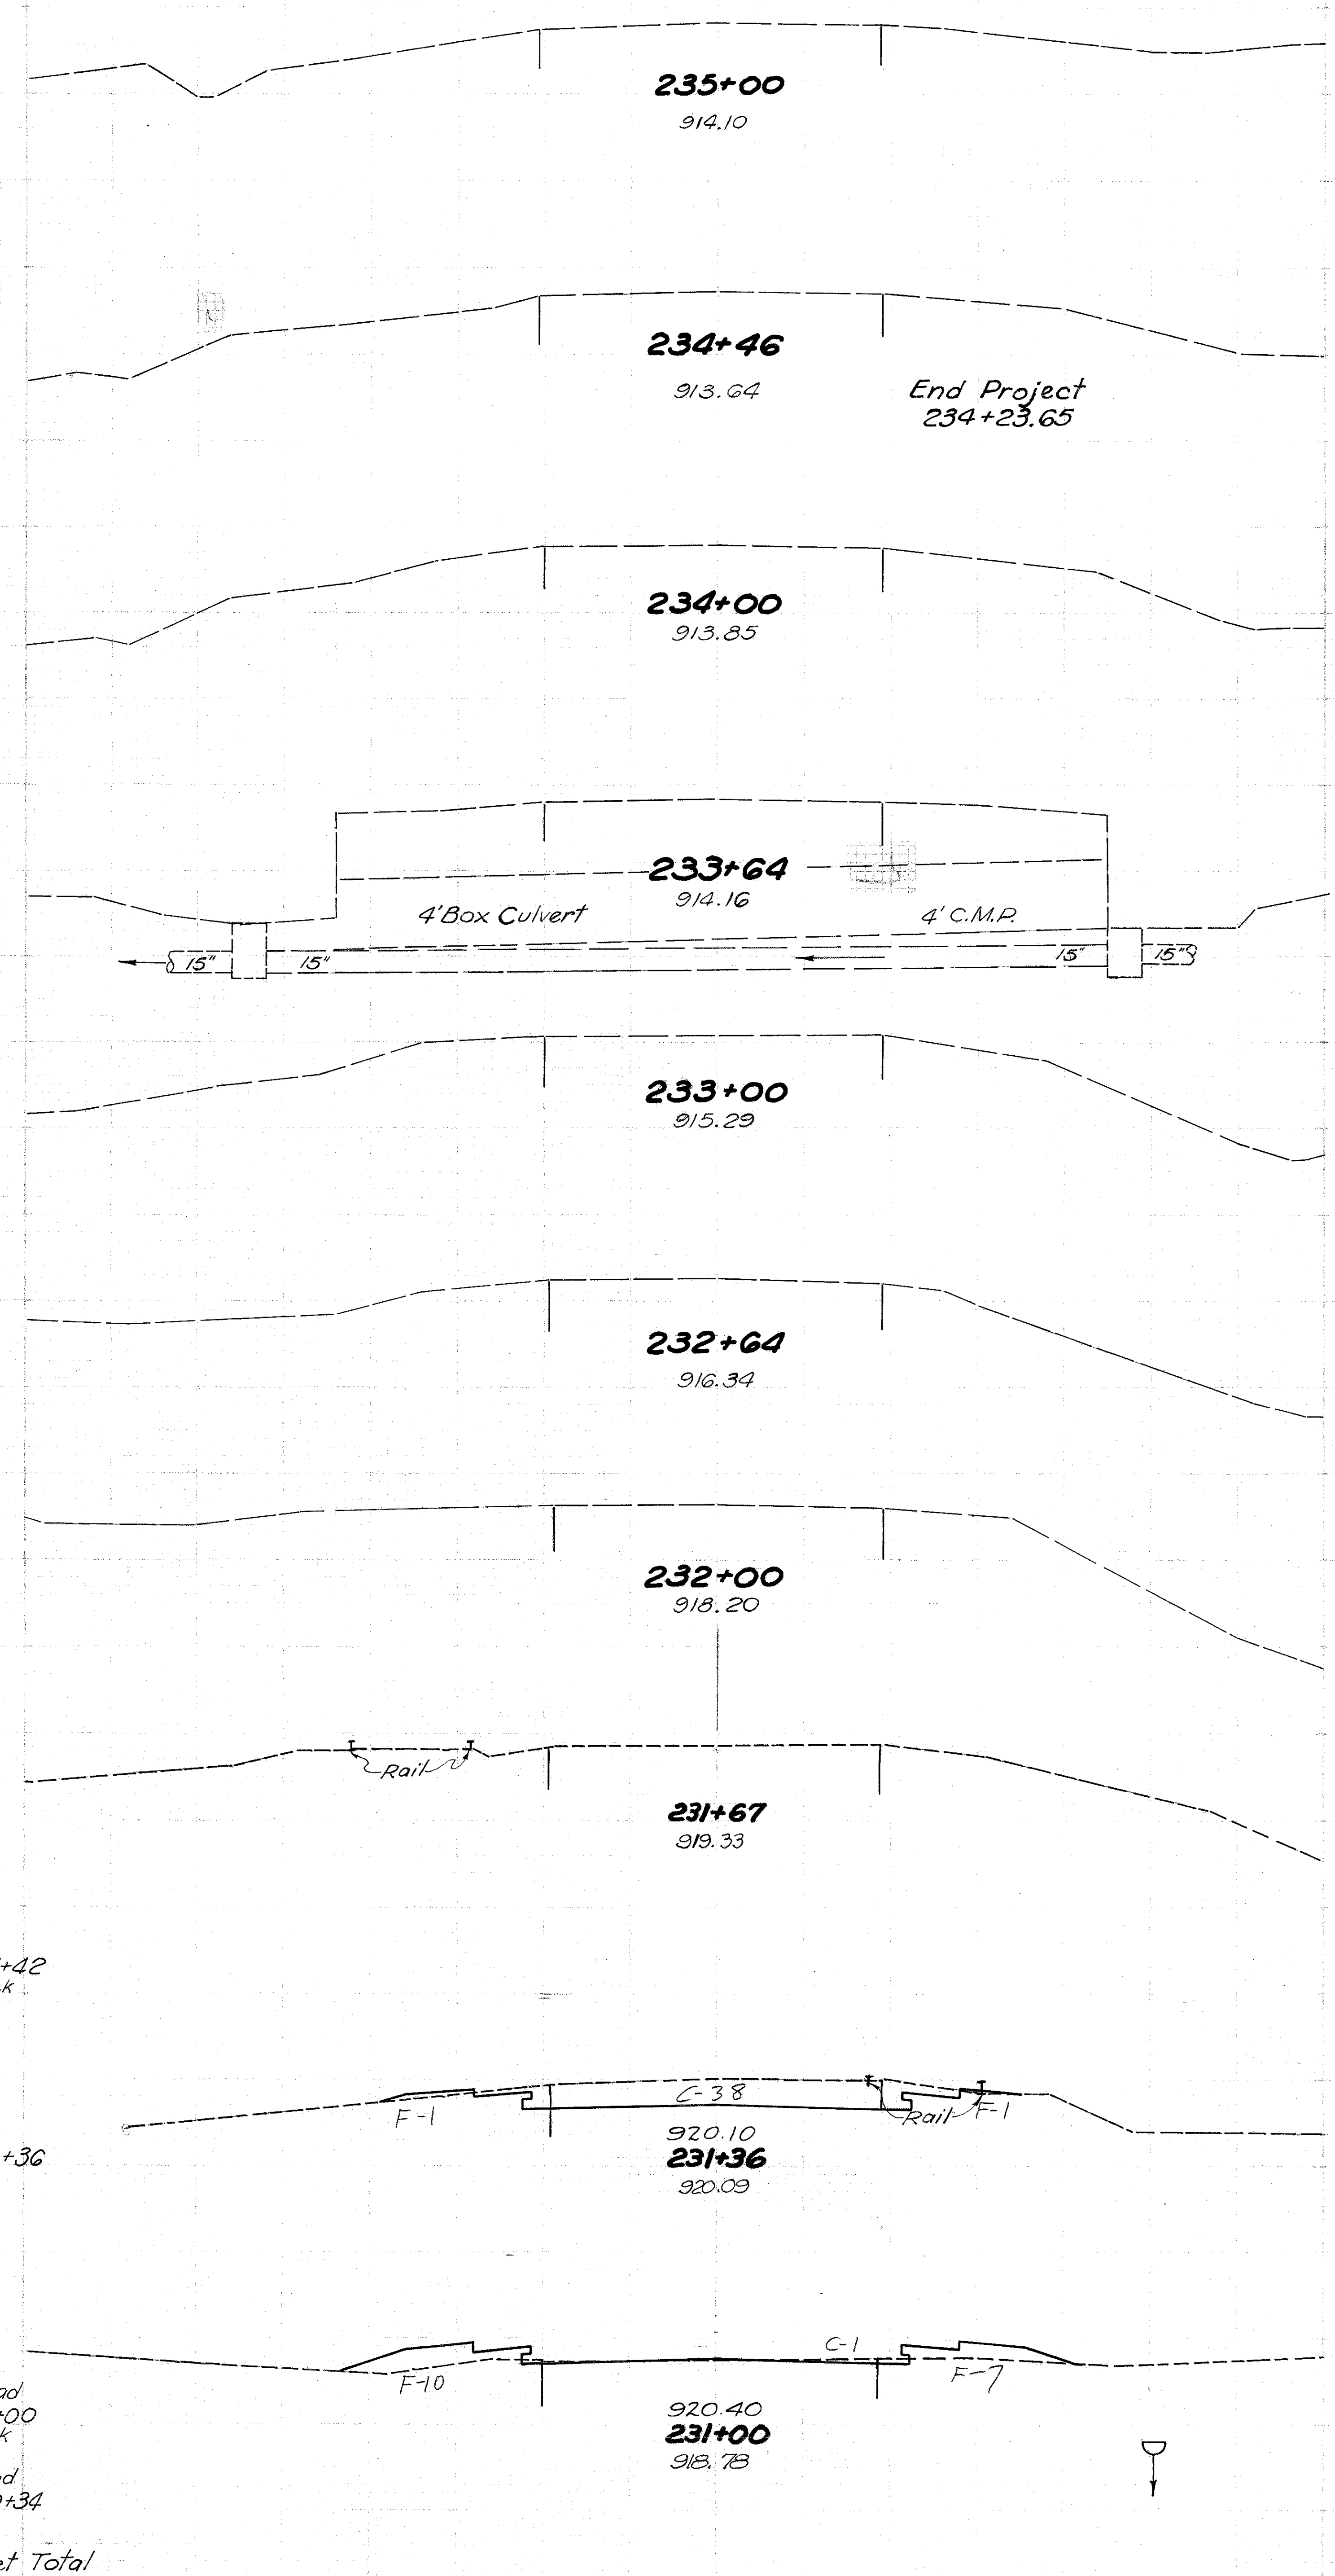 235+00
914.10
234+46
913.64
End Project
234+23.65
234+00
913.85
233+64
914.16
4' Box Culvert
4' C.M.P.
15"
15"
15"
15"
233+00
915.29
232+64
916.34
232+00
918.20
Rail
231+67
919.33
+42
k
C-38
F-1
Rail
F-1
920.10
231+36
920.09
+36
C-1
F-10
F-7
920.40
231+00
918.78
ad
+00
k
d
+34
et Total